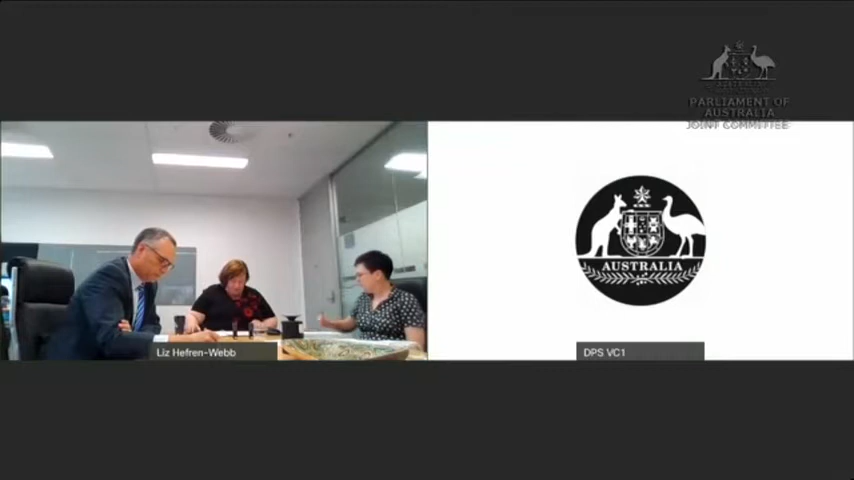 PARLIAMENT OF
AUSTRALIA
JOINT COMMITTEE
AUSTRALIA
Liz Hefren-Webb
DPS VC1